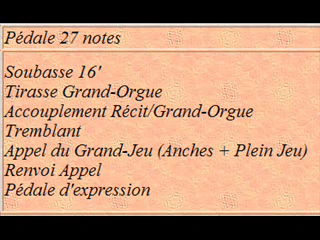 Pédale 27 notes
Soubasse 16'
Tirasse Grand-Orgue
Accouplement Récit/Grand-Orgue
Tremblant
Appel du Grand-Jeu (Anches + Plein Jeu)
Renvoi Appel
Pédale d'expression